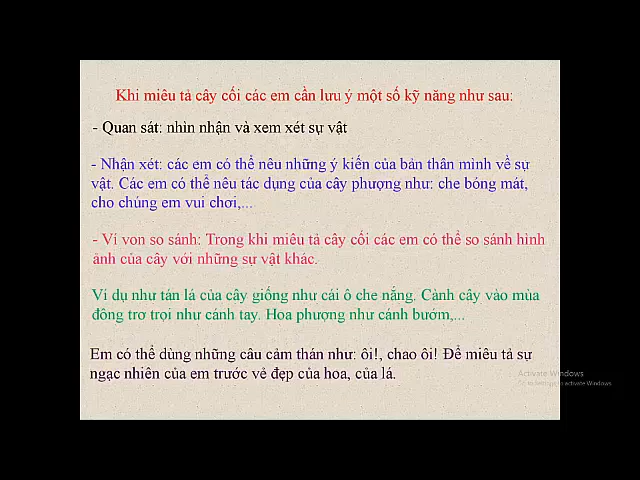 Khi miêu tả cây cối các em cần lưu ý một số kỹ năng như sau:
- Quan sát: nhìn nhận và xem xét sự vật
- Nhận xét: các em có thể nêu những ý kiến của bản thân mình về sự
vật. Các em có thể nêu tác dụng của cây phượng như: che bóng mát,
cho chúng em vui chơi,...
- Ví von so sánh: Trong khi miêu tả cây cối các em có thể so sánh hình
ảnh của cây với những sự vật khác.
Ví dụ như tán lá của cây giống như cái ô che nắng. Cành cây vào mùa
đông trơ trọi như cánh tay. Hoa phượng như cánh bướm,...
Em có thể dùng những câu cảm thán như: ôi!, chao ôi! Để miêu tả sự
ngạc nhiên của em trước vẻ đẹp của hoa, của lá.
Activate Windows
Go to Settings to activate Windows.